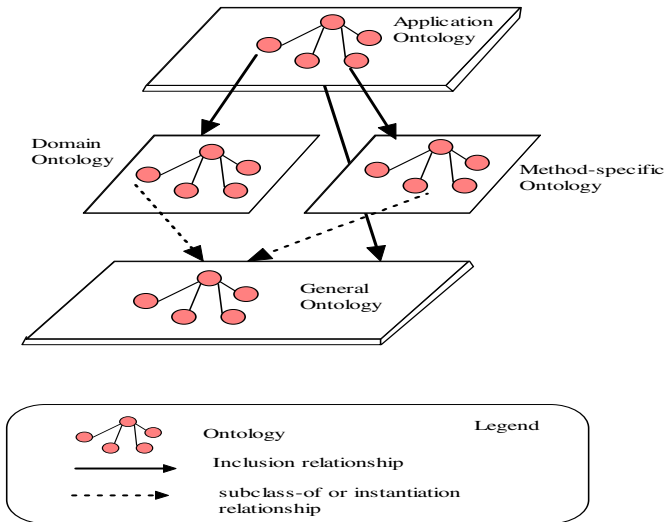 Application
Ontology
Domain
Ontology
Method-specific
Ontology
General
Ontology
Legend
Ontology
Inclusion relationship
subclass-of or instantiation
relationship